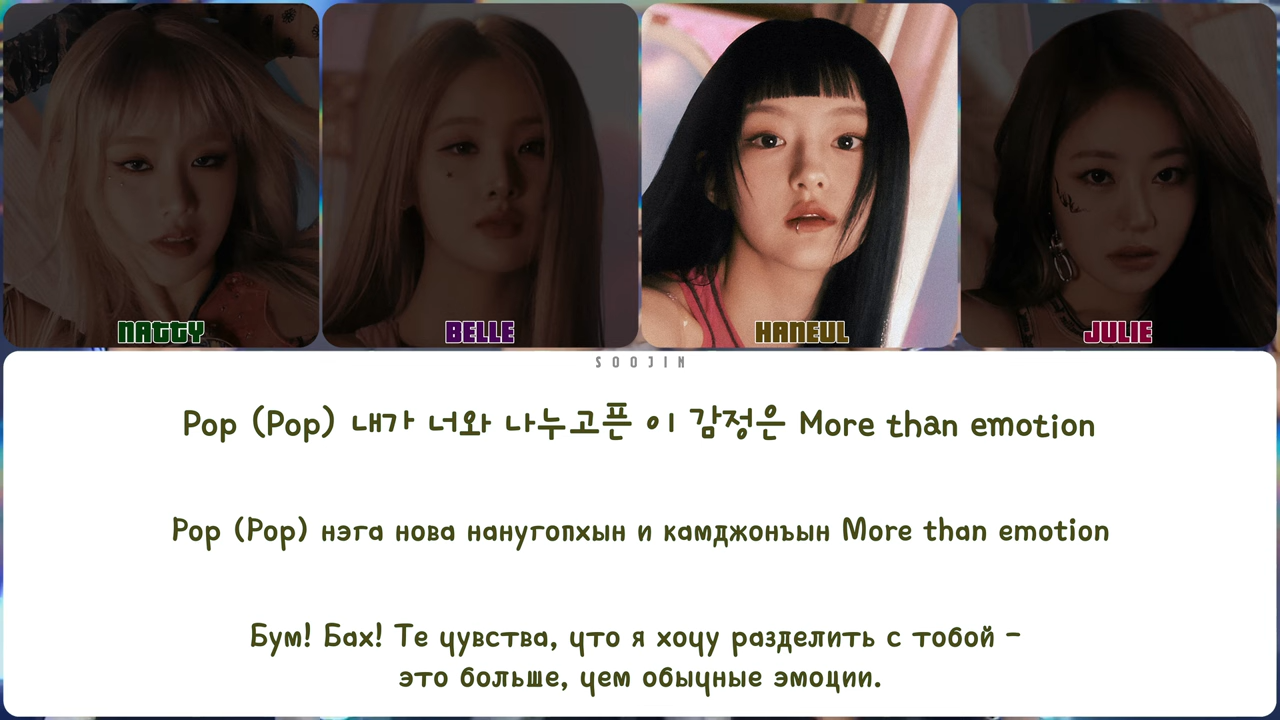 NATTY BELLE HANEUL JULIE
SOOJIN
Pop (Pop) 내가 너와 나누고픈 이 감정은 More than emotion
Pop (Pop) нэга нова нанугопхын и камджонъын More than emotion
Бум! Бах! Те чувства, что я хочу разделить с тобой -
это больше, чем обычные эмоции.